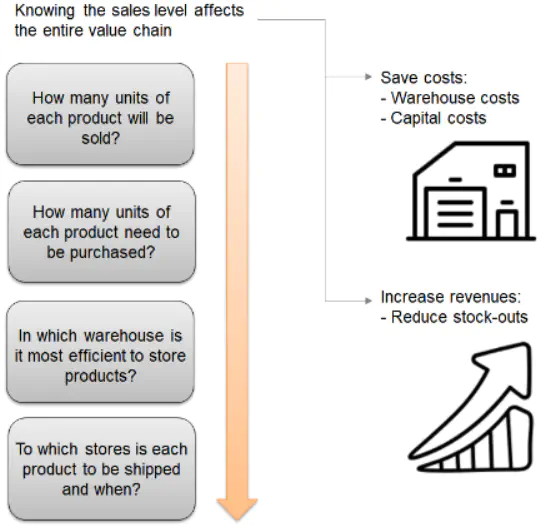 Knowing the sales level affects
the entire value chain
How many units of
each product will be
sold?
How many units of
each product need to
be purchased?
In which warehouse is
it most efficient to store
products?
To which stores is each
product to be shipped
and when?
Save costs:
- Warehouse costs
- Capital costs
Increase revenues:
- Reduce stock-outs